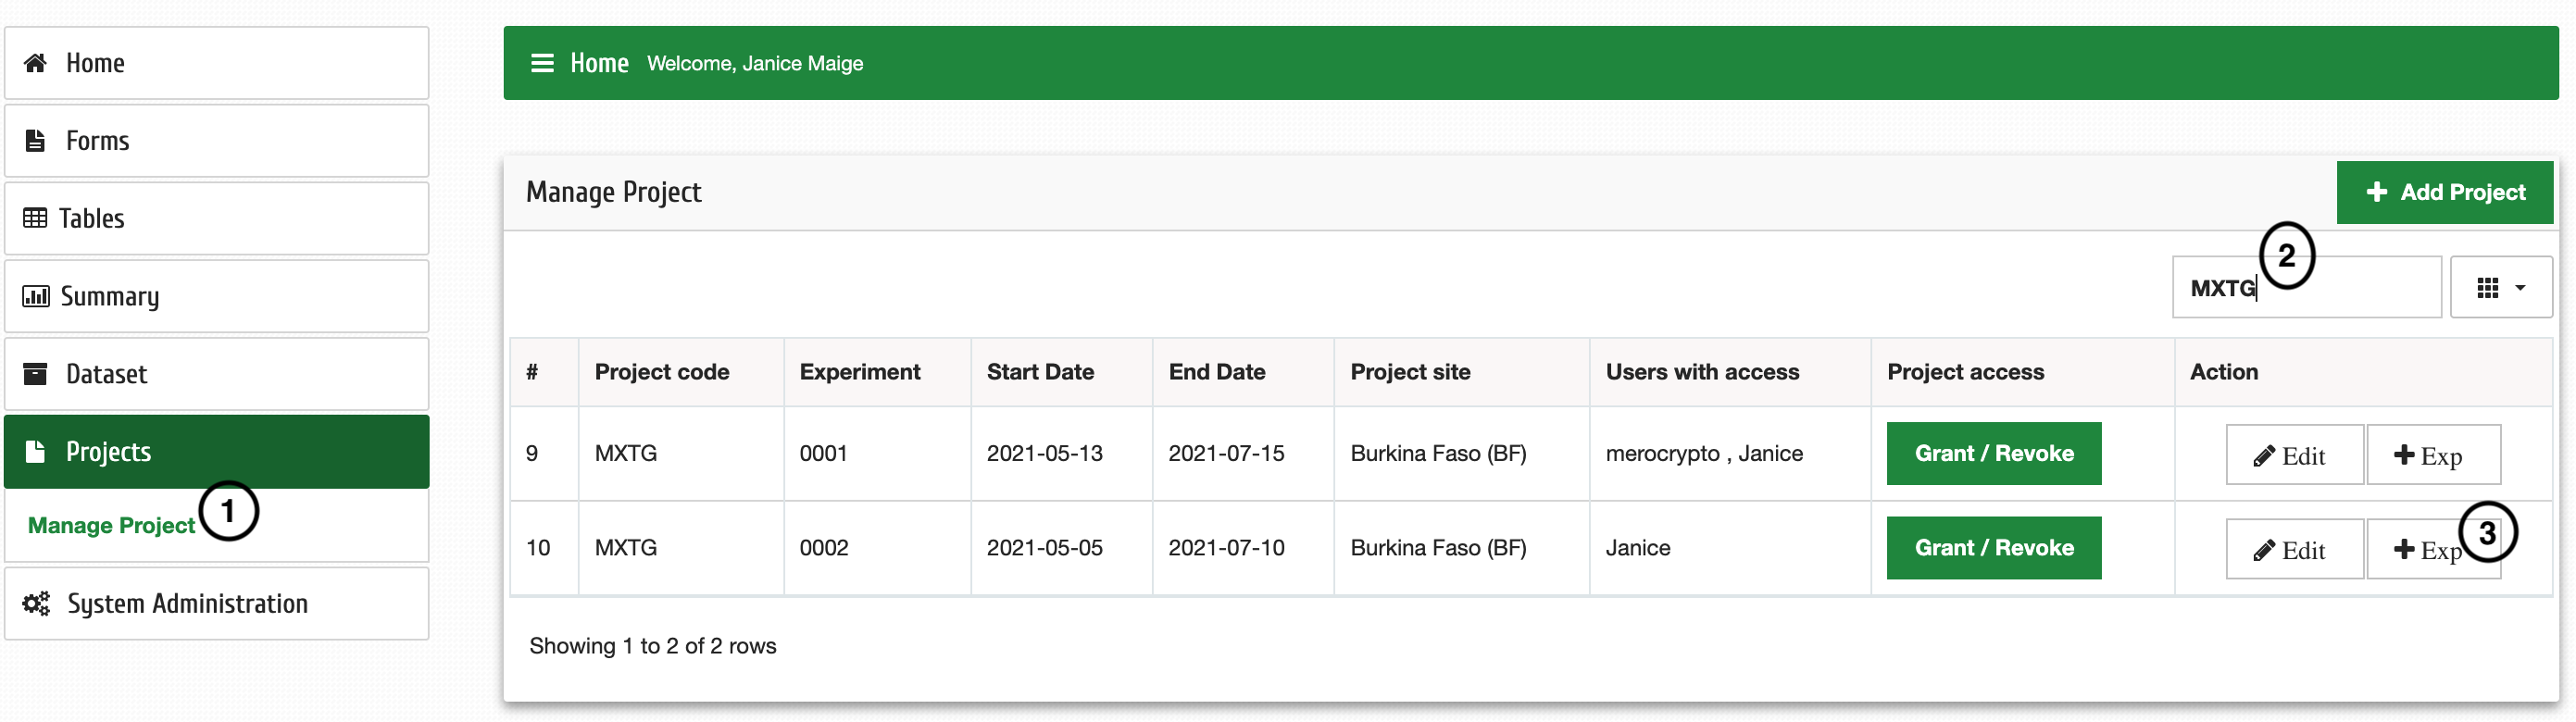 Home
Forms
Tables
Summary
Dataset
Projects
Manage Project 1
System Administration
Home Welcome, Janice Maige
Manage Project
Add Project
2
MXTG
# Project code Experiment Start Date End Date Project site Users with access Project access Action
9 MXTG 0001 2021-05-13 2021-07-15 Burkina Faso (BF) merocrypto , Janice Grant / Revoke Edit Exp
10 MXTG 0002 2021-05-05 2021-07-10 Burkina Faso (BF) Janice Grant / Revoke Edit Exp 3
Showing 1 to 2 of 2 rows